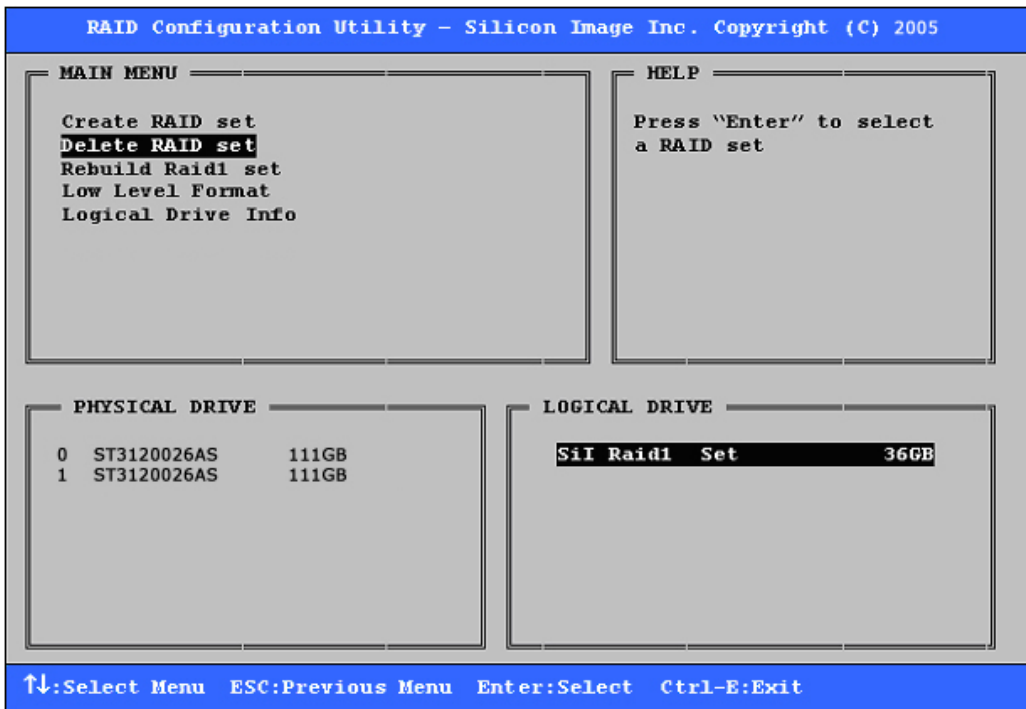 RAID Configuration Utility – Silicon Image Inc. Copyright (C) 2005
MAIN MENU
Create RAID set
Delete RAID set
Rebuild Raid1 set
Low Level Format
Logical Drive Info
HELP
Press "Enter" to select
a RAID set
PHYSICAL DRIVE
0 ST3120026AS 111GB
1 ST3120026AS 111GB
LOGICAL DRIVE
SiI Raid1 Set 36GB
↑↓:Select Menu ESC:Previous Menu Enter:Select Ctrl-E:Exit